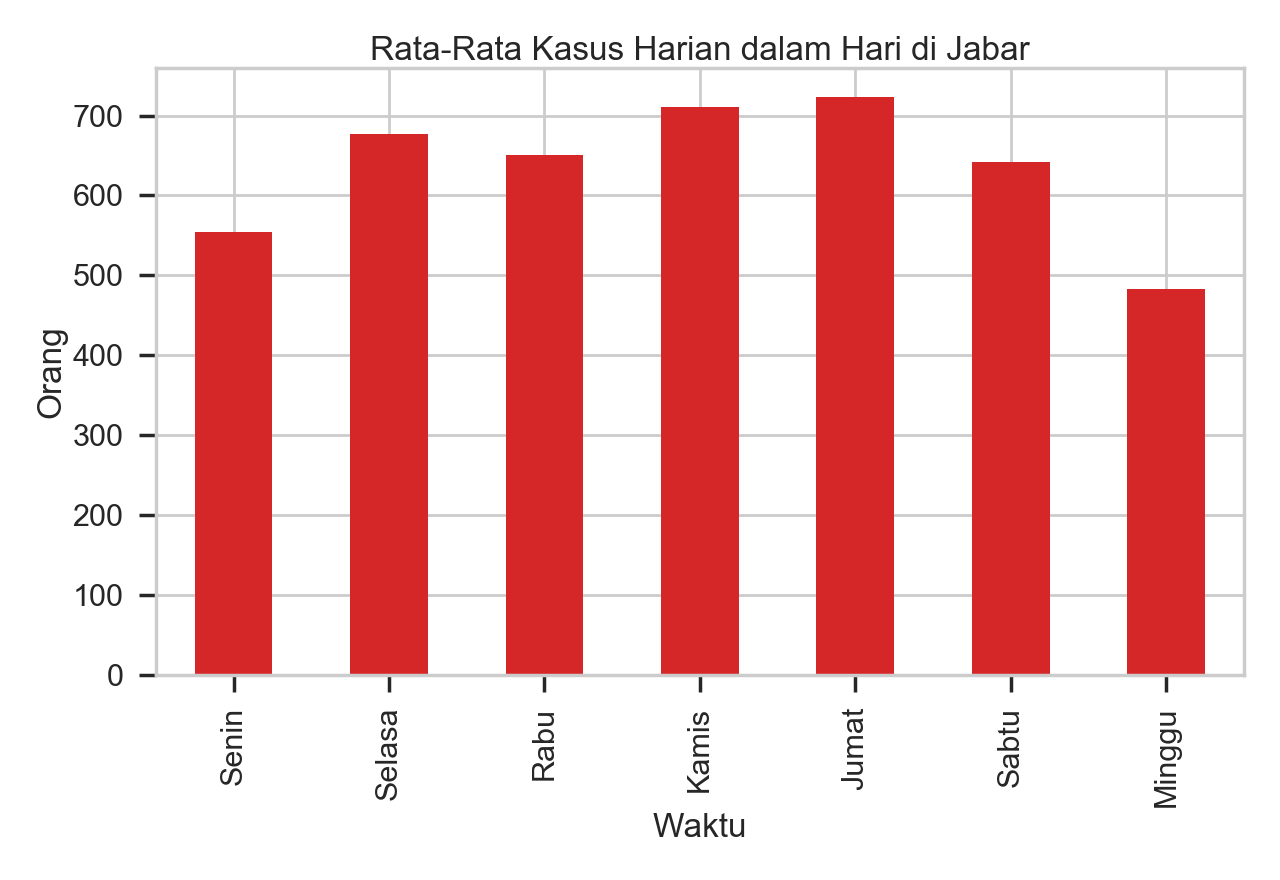 Rata-Rata Kasus Harian dalam Hari di Jabar
Orang
700
600
500
400
300
200
100
0
Senin
Selasa
Rabu
Kamis
Jumat
Sabtu
Minggu
Waktu